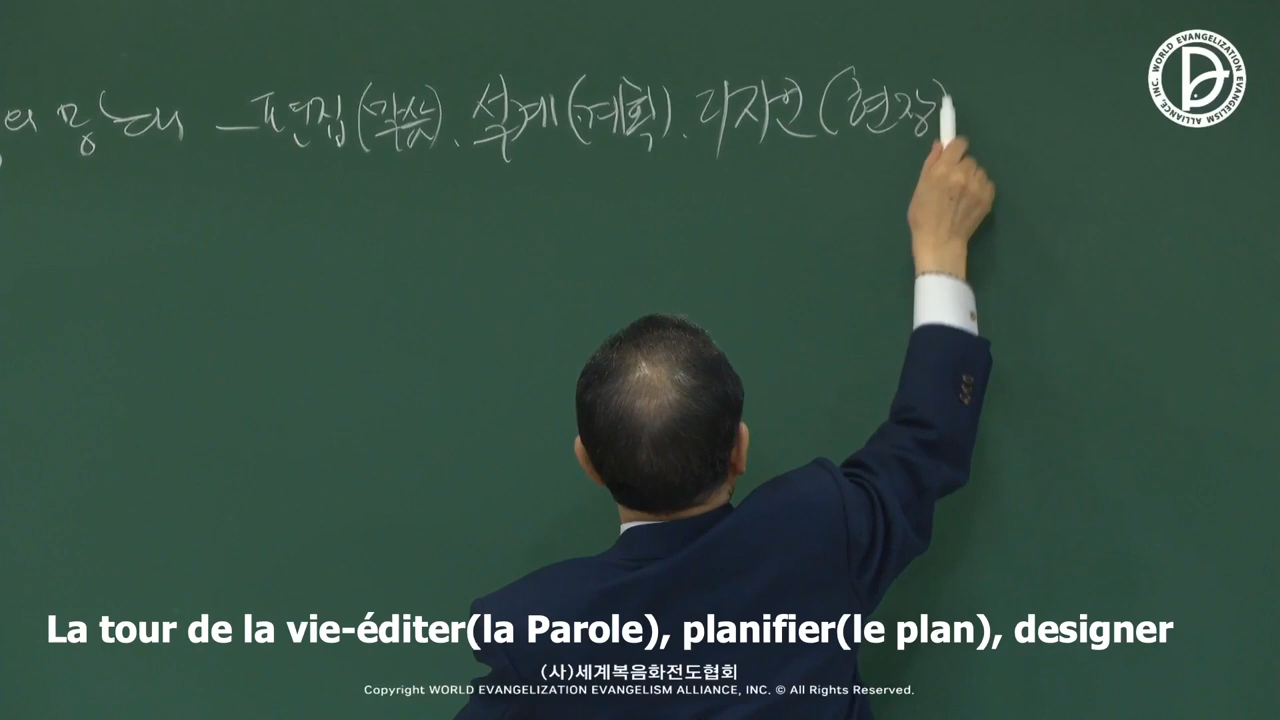 의 망대 – 편집(말씀). 설계(계획). 디자인(현장)
WORLD EVANGELIZATION EVANGELISM ALLIANCE, INC.
La tour de la vie-éditer(la Parole), planifier(le plan), designer
(사)세계복음화전도협회
Copyright WORLD EVANGELIZATION EVANGELISM ALLIANCE, INC. © All Rights Reserved.